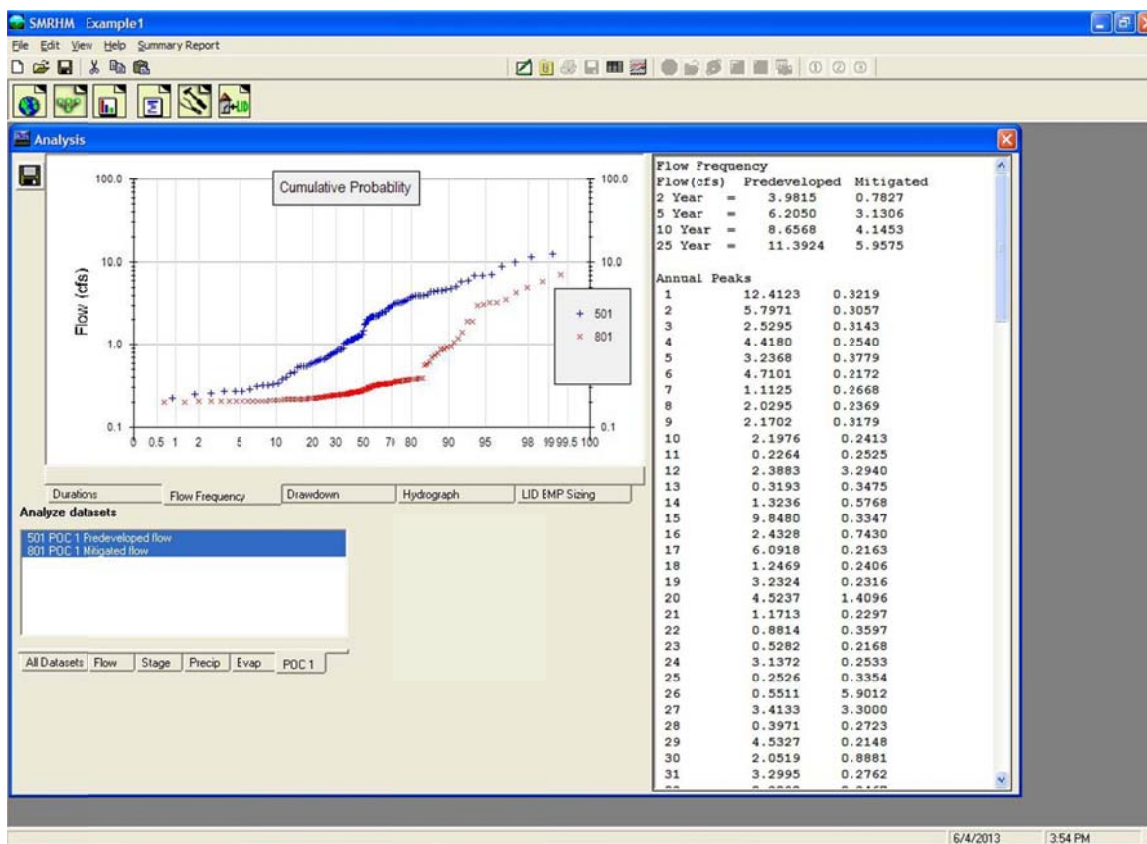 SMRHM Example1
File Edit View Help Summary Report
Analysis
Cumulative Probablity
100.0
10.0
1.0
0.1
Flow (cfs)
100.0
10.0
0.1
501
801
0 0.5 1 2 5 10 20 30 50 70 80 90 95 98 99 99.5 100
Durations Flow Frequency Drawdown Hydrograph LID BMP Sizing
Analyze datasets
501 POC 1 Predeveloped flow
801 POC 1 Mitigated flow
All Datasets Flow Stage Precip Evap POC 1
Flow Frequency
Flow(cfs) Predeveloped Mitigated
2 Year = 3.9815 0.7827
5 Year = 6.2050 3.1306
10 Year = 8.6568 4.1453
25 Year = 11.3924 5.9575
Annual Peaks
1 12.4123 0.3219
2 5.7971 0.3057
3 2.5295 0.3143
4 4.4180 0.2540
5 3.2368 0.3779
6 4.7101 0.2172
7 1.1125 0.2668
8 2.0295 0.2369
9 2.1702 0.3179
10 2.1976 0.2413
11 0.2264 0.2525
12 2.3883 3.2940
13 0.3193 0.3475
14 1.3236 0.5768
15 9.8480 0.3347
16 2.4328 0.7430
17 6.0918 0.2163
18 1.2469 0.2406
19 3.2324 0.2316
20 4.5237 1.4096
21 1.1713 0.2297
22 0.8814 0.3597
23 0.5282 0.2168
24 3.1372 0.2533
25 0.2526 0.3354
26 0.5511 5.9012
27 3.4133 3.3000
28 0.3971 0.2723
29 4.5327 0.2148
30 2.0519 0.8881
31 3.2995 0.2762
6/4/2013 3:54 PM